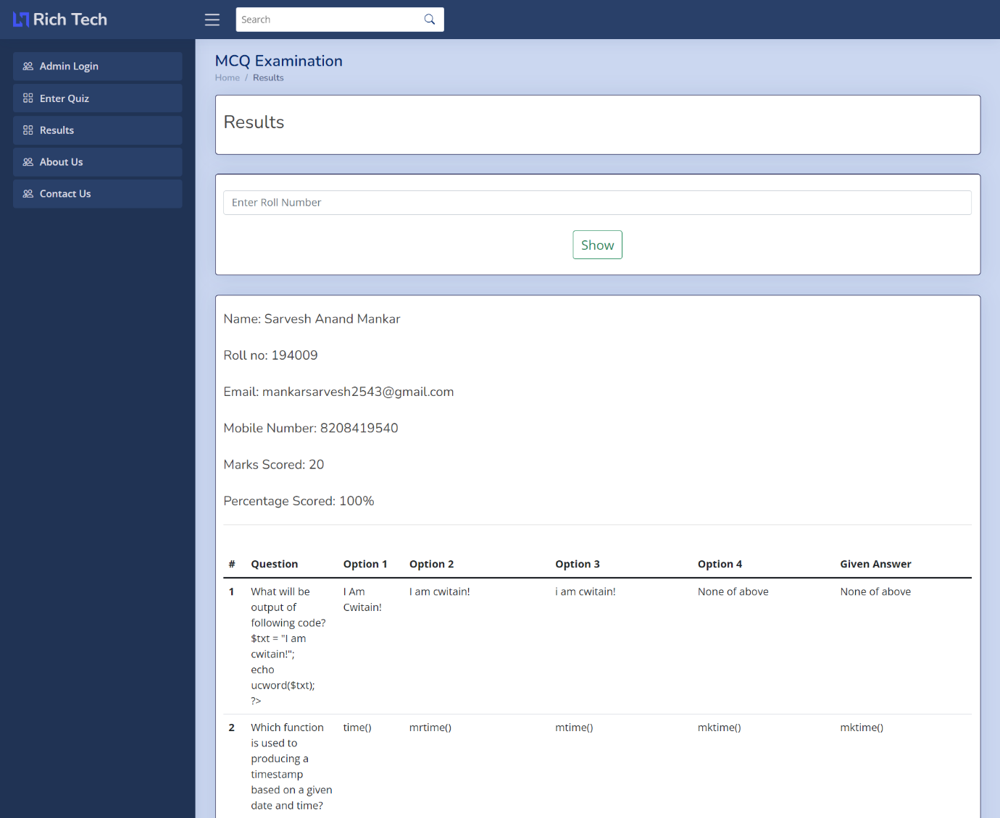 Rich Tech
Search
Admin Login
Enter Quiz
Results
About Us
Contact Us
MCQ Examination
Home / Results
Results
Enter Roll Number
Show
Name: Sarvesh Anand Mankar
Roll no: 194009
Email: mankarsarvesh2543@gmail.com
Mobile Number: 8208419540
Marks Scored: 20
Percentage Scored: 100%
# Question Option 1 Option 2 Option 3 Option 4 Given Answer
1 What will be I Am I am cwitain! i am cwitain! None of above None of above
output of Cwitain!
following code?
$txt = "I am
cwitain!";
echo
ucword($txt);
?>
2 Which function time() mrtime() mtime() mktime() mktime()
is used to
producing a
timestamp
based on a given
date and time?